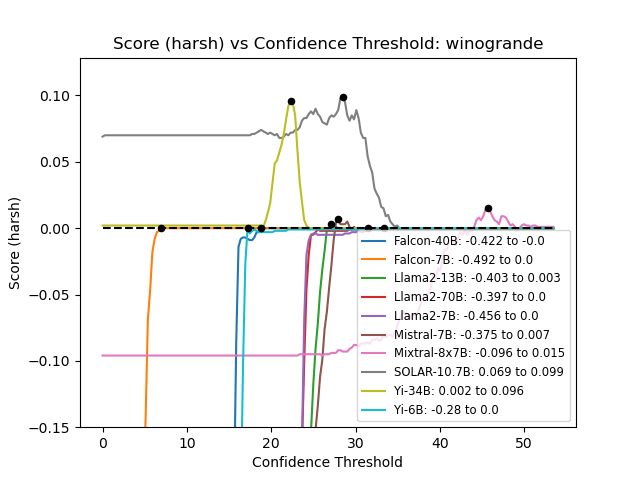 Score (harsh) vs Confidence Threshold: winogrande
Score (harsh)
0.10
0.05
0.00
−0.05
−0.10
−0.15
Falcon-40B: -0.422 to -0.0
Falcon-7B: -0.492 to 0.0
Llama2-13B: -0.403 to 0.003
Llama2-70B: -0.397 to 0.0
Llama2-7B: -0.456 to 0.0
Mistral-7B: -0.375 to 0.007
Mixtral-8x7B: -0.096 to 0.015
SOLAR-10.7B: 0.069 to 0.099
Yi-34B: 0.002 to 0.096
Yi-6B: -0.28 to 0.0
0 10 20 30 40 50
Confidence Threshold